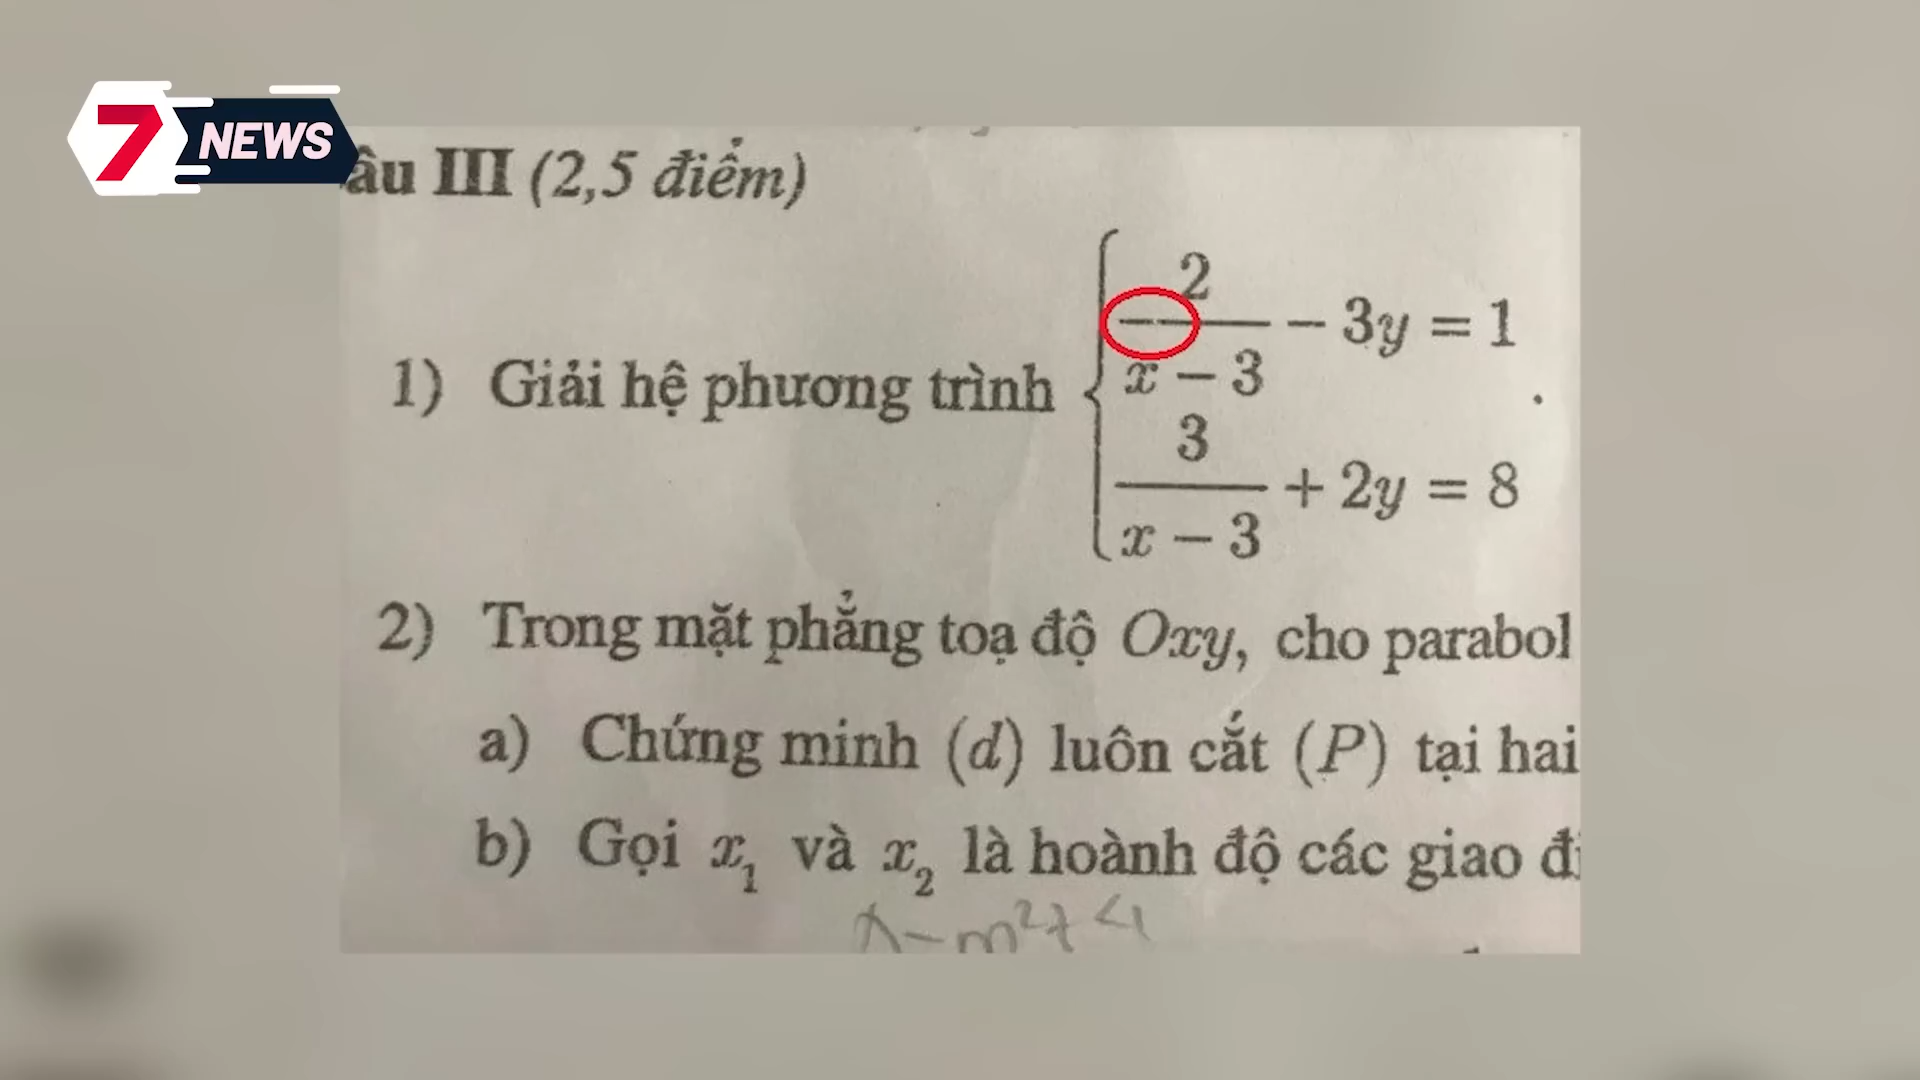 7 NEWS
âu III (2,5 điểm)
1) Giải hệ phương trình { 2/(x − 3) − 3y = 1
3/(x − 3) + 2y = 8 .
2) Trong mặt phẳng toạ độ Oxy, cho parabol
a) Chứng minh (d) luôn cắt (P) tại hai
b) Gọi x₁ và x₂ là hoành độ các giao